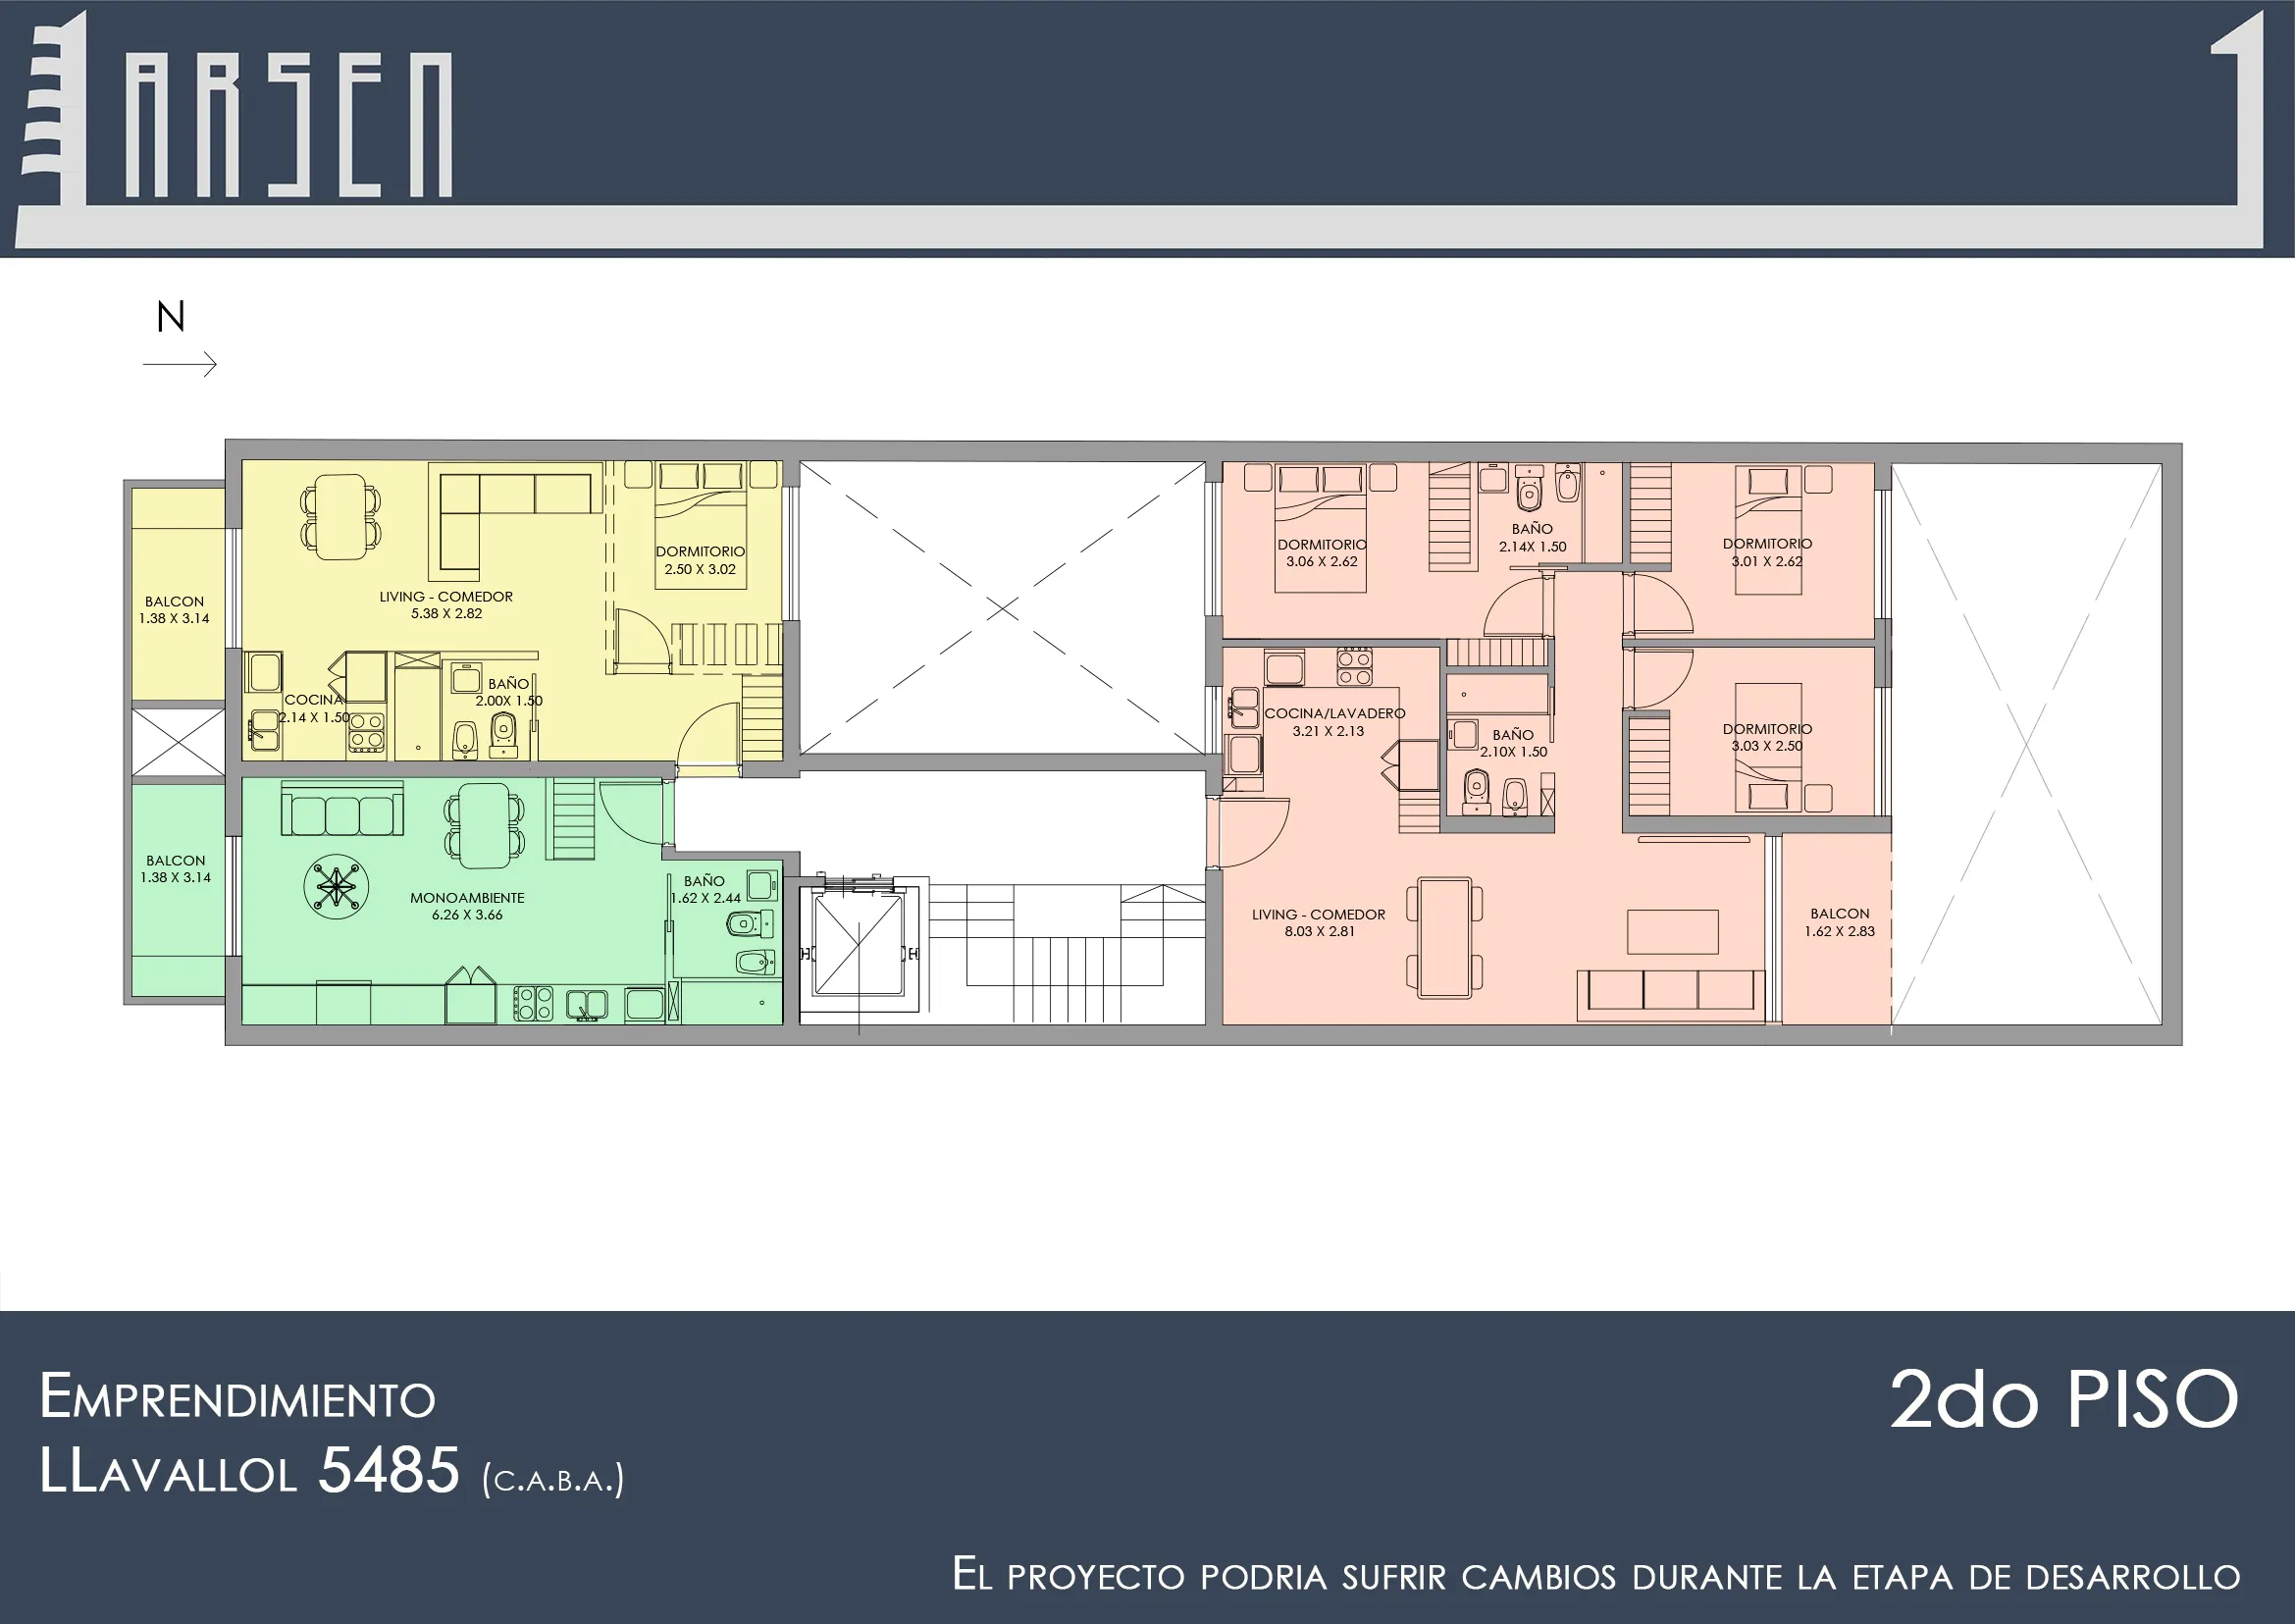 LARSEN
N
DORMITORIO
2.50 X 3.02
LIVING - COMEDOR
5.38 X 2.82
BALCON
1.38 X 3.14
COCINA
2.14 X 1.50
BAÑO
2.00X 1.50
BALCON
1.38 X 3.14
MONOAMBIENTE
6.26 X 3.66
BAÑO
1.62 X 2.44
DORMITORIO
3.06 X 2.62
BAÑO
2.14X 1.50
DORMITORIO
3.01 X 2.62
COCINA/LAVADERO
3.21 X 2.13
BAÑO
2.10X 1.50
DORMITORIO
3.03 X 2.50
LIVING - COMEDOR
8.03 X 2.81
BALCON
1.62 X 2.83
EMPRENDIMIENTO
LLAVALLOL 5485 (C.A.B.A.)
2do PISO
EL PROYECTO PODRIA SUFRIR CAMBIOS DURANTE LA ETAPA DE DESARROLLO